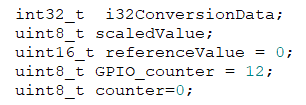 int32_t  i32ConversionData;
uint8_t scaledValue;
uint16_t referenceValue = 0;
uint8_t GPIO_counter = 12;
uint8_t counter=0;